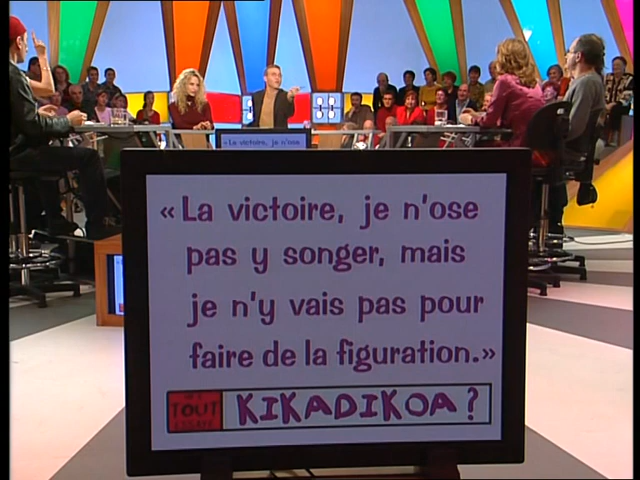 « La victoire, je n'ose
« La victoire, je n'ose
pas y songer, mais
je n'y vais pas pour
faire de la figuration.»
TOUT
KIKADIKOA ?